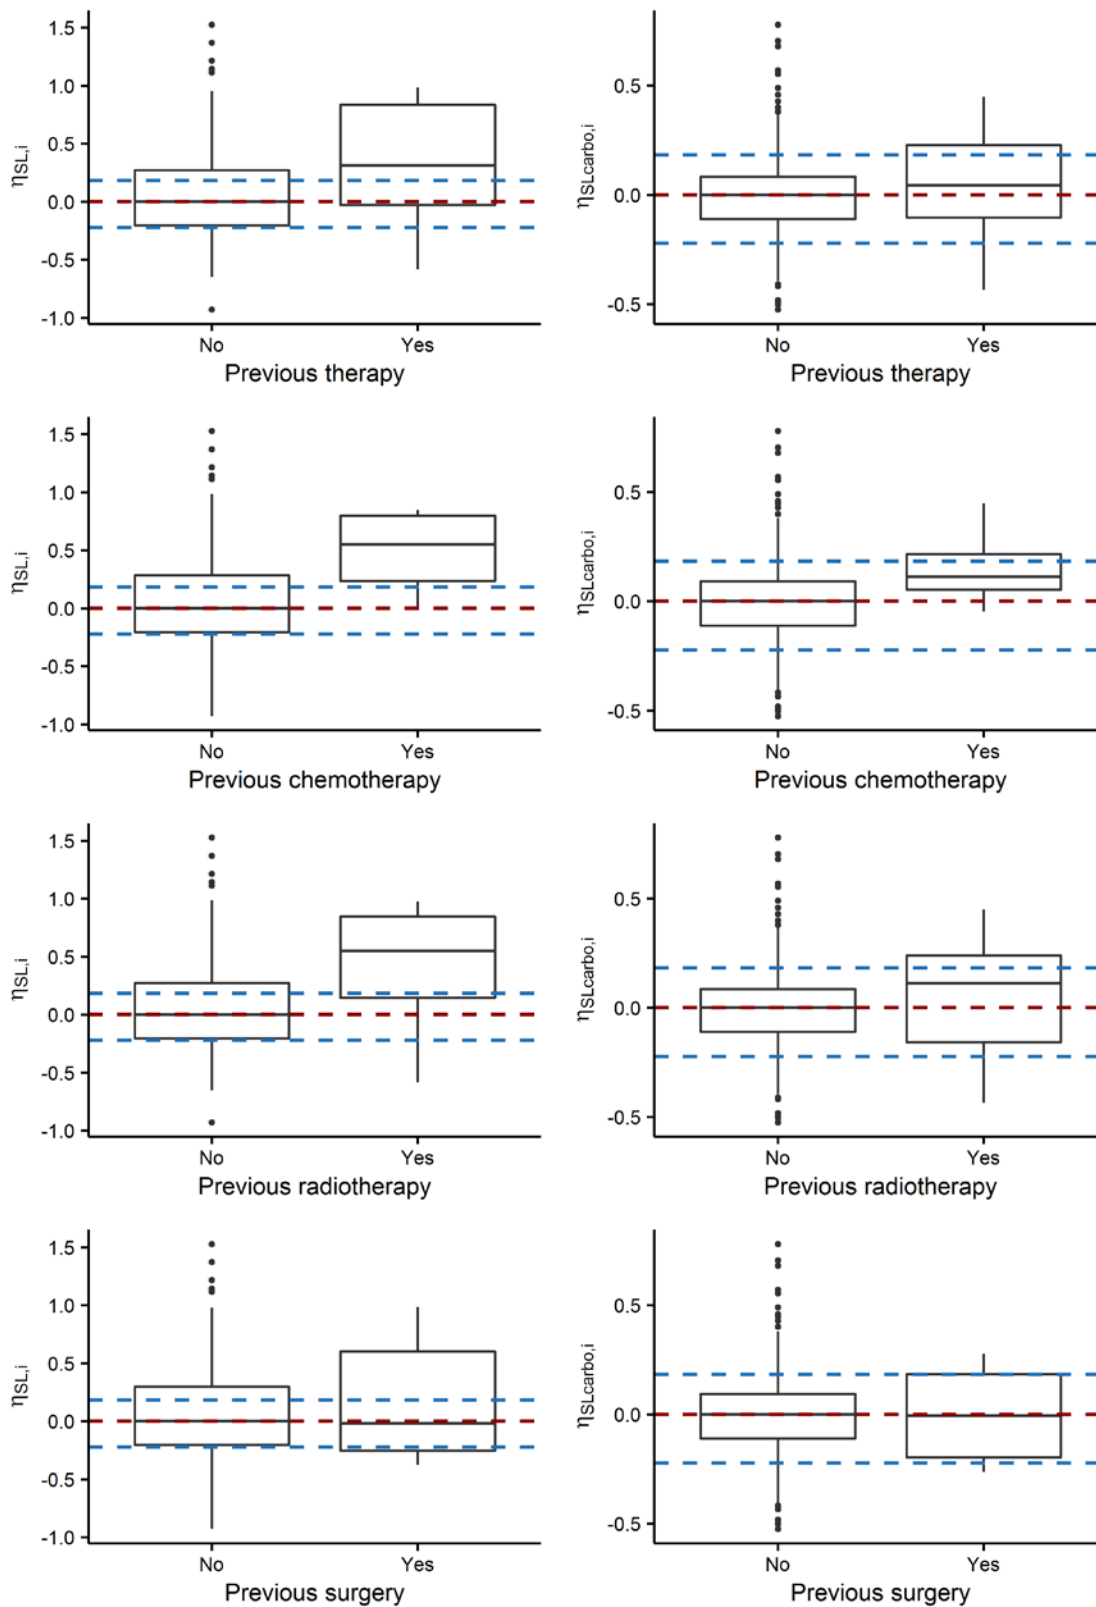 1.5
1.0
0.5
0.0
-0.5
-1.0
ηSL,i
No Yes
Previous therapy
0.5
0.0
-0.5
ηSLcarbo,i
No Yes
Previous therapy
1.5
1.0
0.5
0.0
-0.5
-1.0
ηSL,i
No Yes
Previous chemotherapy
0.5
0.0
-0.5
ηSLcarbo,i
No Yes
Previous chemotherapy
1.5
1.0
0.5
0.0
-0.5
-1.0
ηSL,i
No Yes
Previous radiotherapy
0.5
0.0
-0.5
ηSLcarbo,i
No Yes
Previous radiotherapy
1.5
1.0
0.5
0.0
-0.5
-1.0
ηSL,i
No Yes
Previous surgery
0.5
0.0
-0.5
ηSLcarbo,i
No Yes
Previous surgery